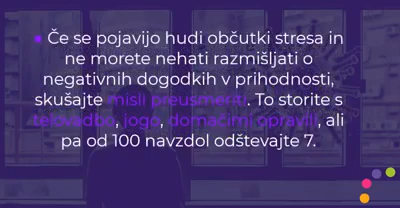 • Če se pojavijo hudi občutki stresa in
ne morete nehati razmišljati o
negativnih dogodkih v prihodnosti,
skušajte misli preusmeriti. To storite s
telovadbo, jogo, domačimi opravili, ali
pa od 100 navzdol odštevajte 7.